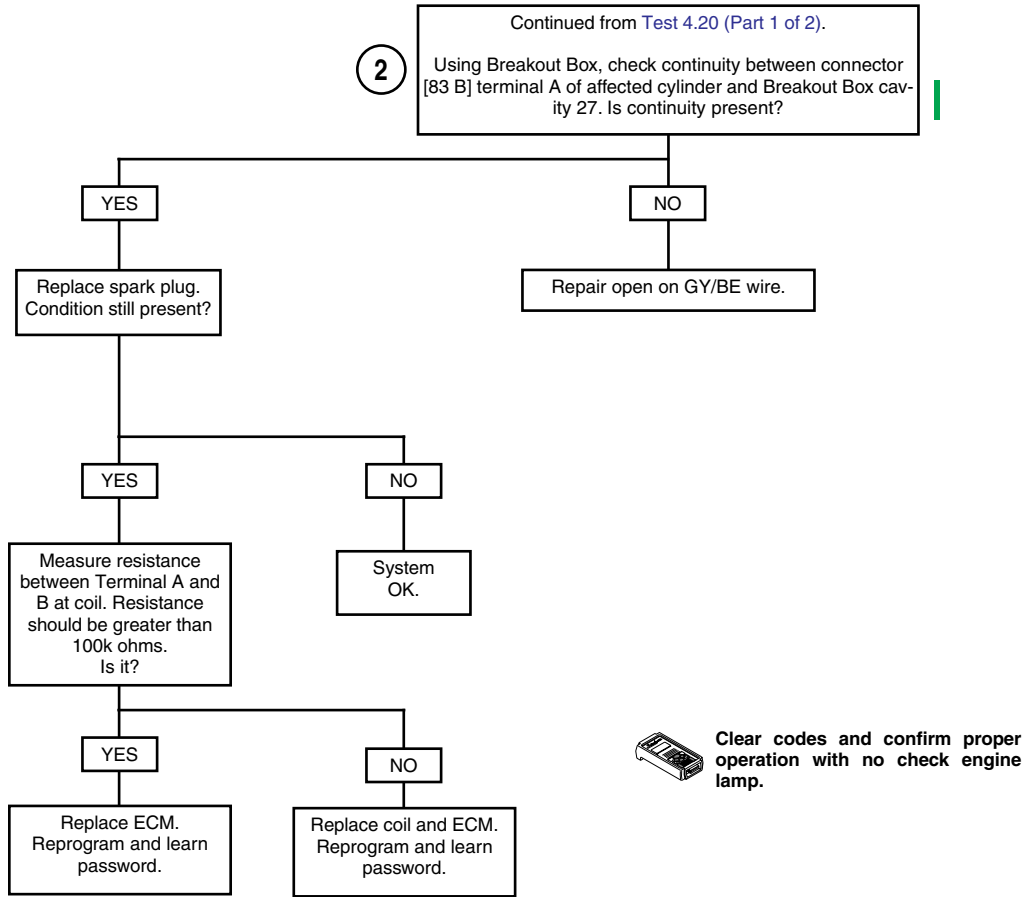 Continued from Test 4.20 (Part 1 of 2).
2
Using Breakout Box, check continuity between connector
[83 B] terminal A of affected cylinder and Breakout Box cav-
ity 27. Is continuity present?
YES
NO
Replace spark plug.
Condition still present?
Repair open on GY/BE wire.
YES
NO
Measure resistance
between Terminal A and
B at coil. Resistance
should be greater than
100k ohms.
Is it?
System
OK.
YES
NO
Clear codes and confirm proper
operation with no check engine
lamp.
Replace ECM.
Reprogram and learn
password.
Replace coil and ECM.
Reprogram and learn
password.